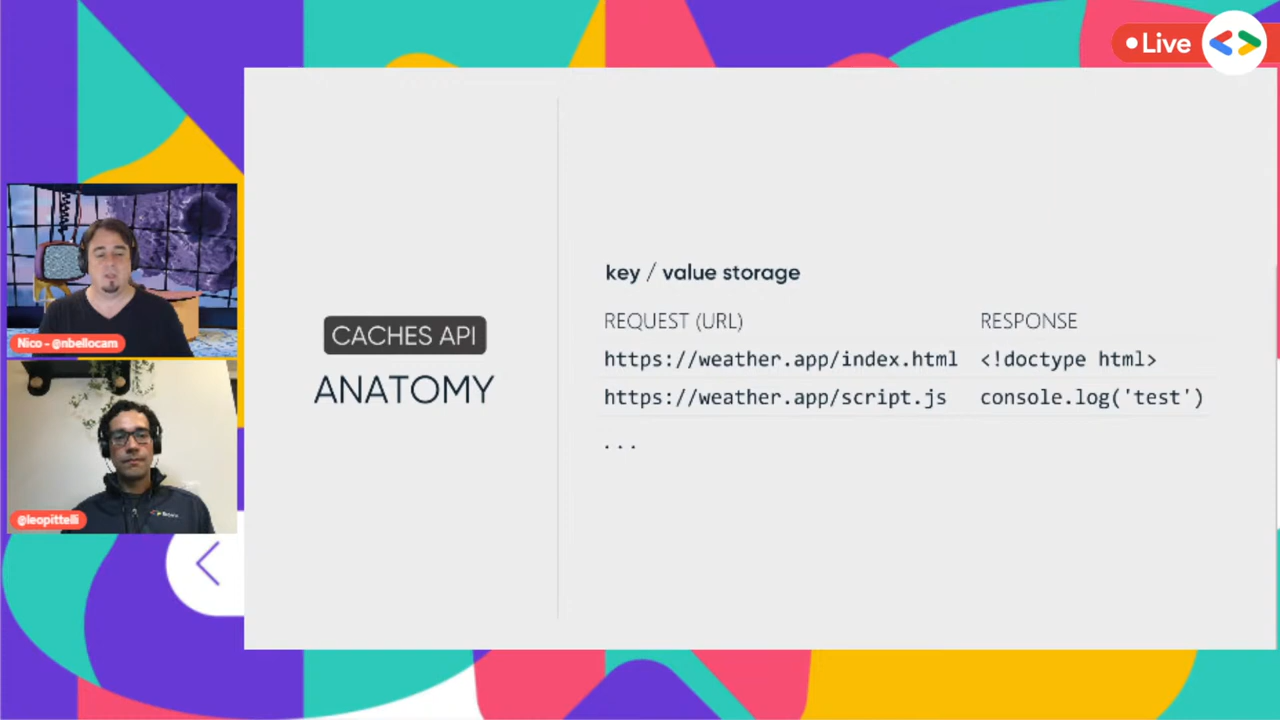 Live
Nico - @nbellocam
@leopittelli
CACHES API
ANATOMY
key / value storage
REQUEST (URL) RESPONSE
https://weather.app/index.html <!doctype html>
https://weather.app/script.js console.log('test')
...